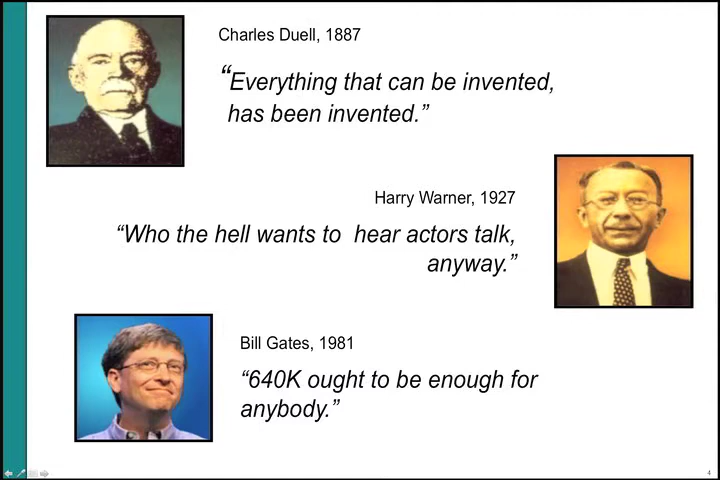 Charles Duell, 1887
“Everything that can be invented,
has been invented.”
Harry Warner, 1927
“Who the hell wants to hear actors talk,
anyway.”
Bill Gates, 1981
“640K ought to be enough for
anybody.”
4